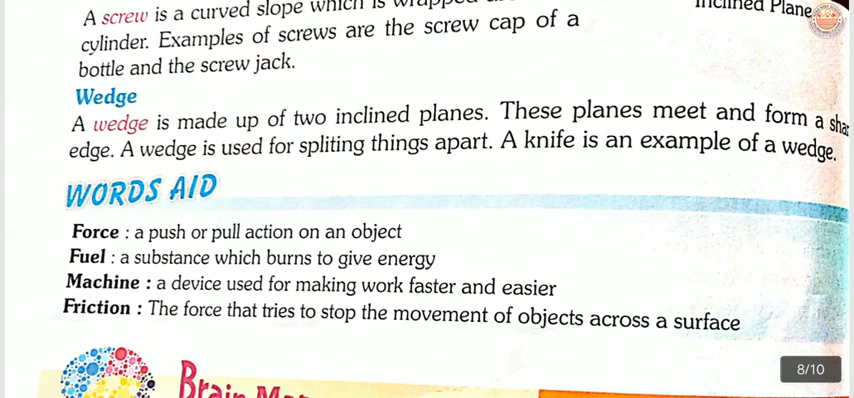 A screw is a curved slope which is
Inclined Plane
cylinder. Examples of screws are the screw cap of a
bottle and the screw jack.
Wedge
A wedge is made up of two inclined planes. These planes meet and form a
edge. A wedge is used for spliting things apart. A knife is an example of a wedge.
WORDS AID
Force : a push or pull action on an object
Fuel : a substance which burns to give energy
Machine : a device used for making work faster and easier
Friction : The force that tries to stop the movement of objects across a surface
8/10
Brain